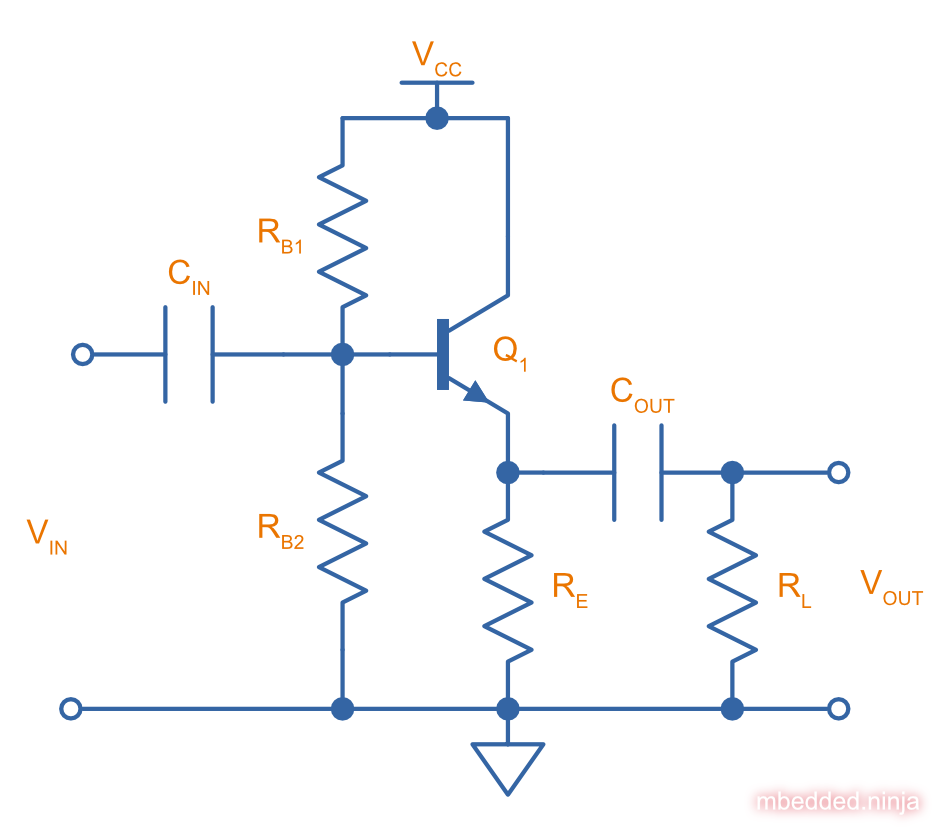 VCC
RB1
CIN
Q1
COUT
VIN
RB2
RE
RL
VOUT
mbedded.ninja